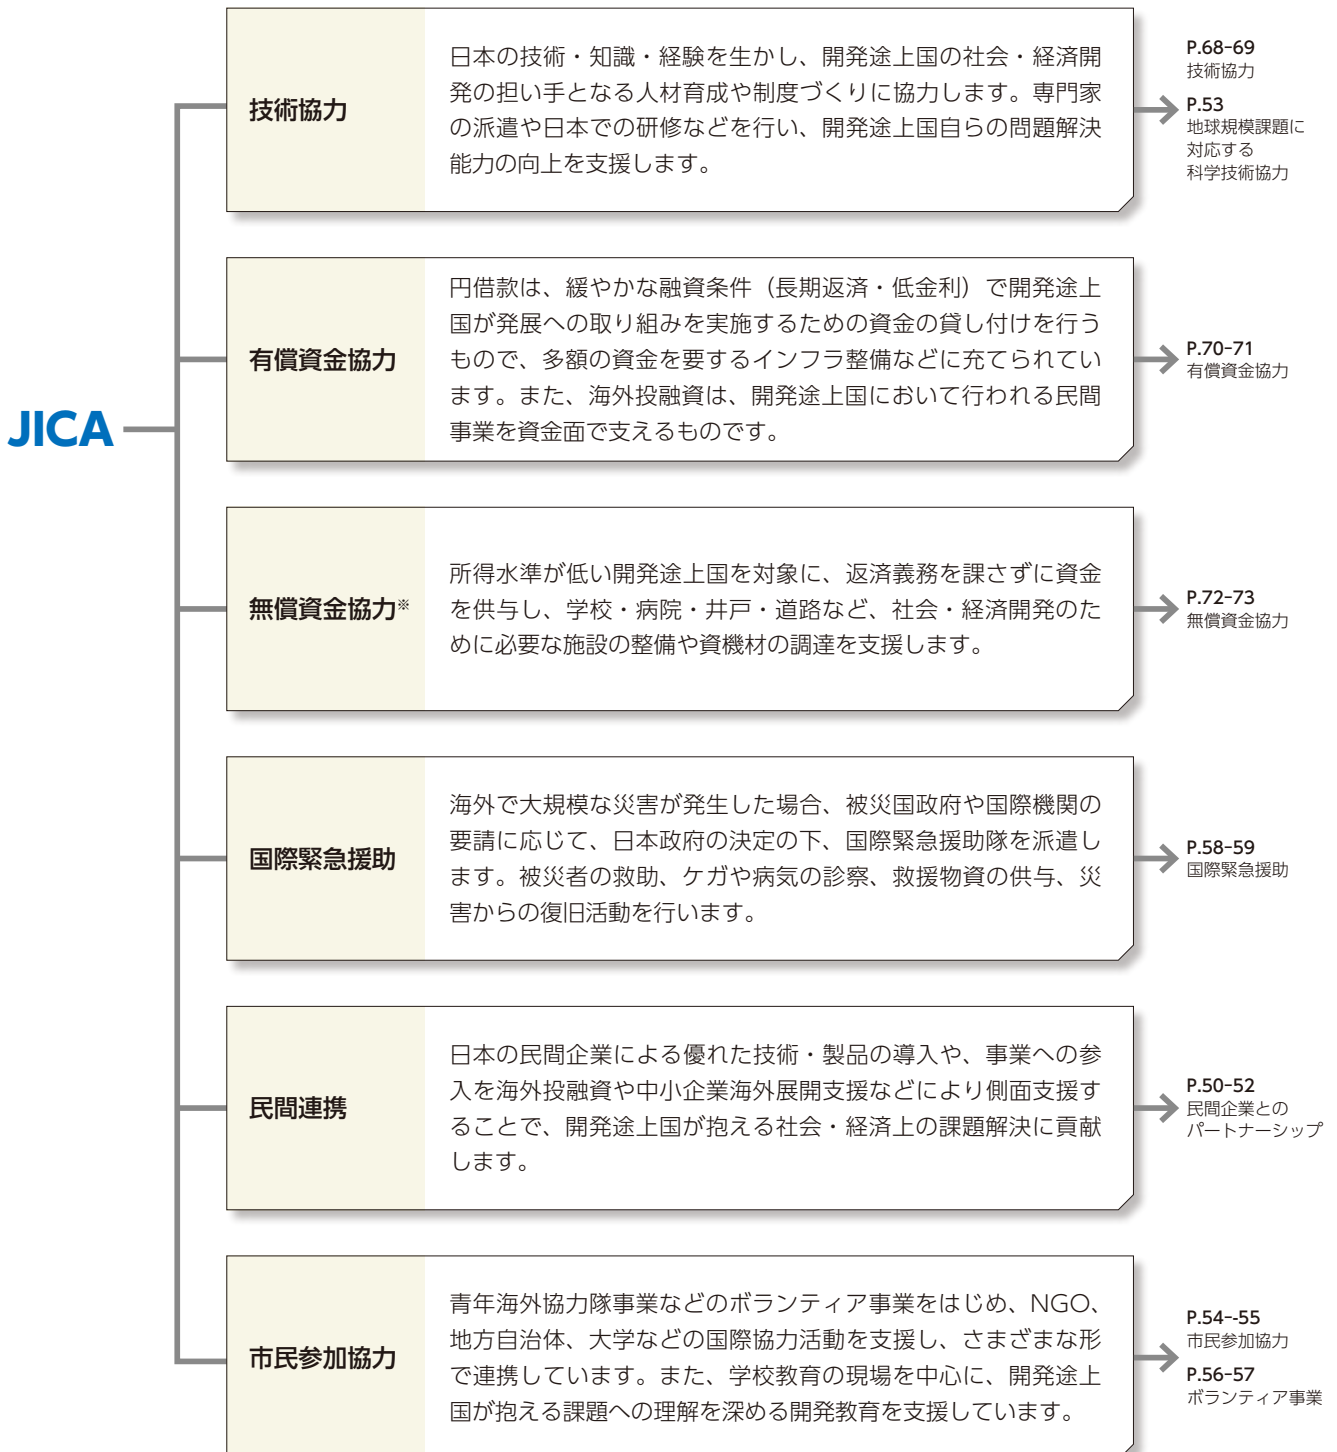 JICA
技術協力
日本の技術・知識・経験を生かし、開発途上国の社会・経済開
発の担い手となる人材育成や制度づくりに協力します。専門家
の派遣や日本での研修などを行い、開発途上国自らの問題解決
能力の向上を支援します。
P.68-69
技術協力
P.53
地球規模課題に
対応する
科学技術協力
有償資金協力
円借款は、緩やかな融資条件（長期返済・低金利）で開発途上
国が発展への取り組みを実施するための資金の貸し付けを行う
もので、多額の資金を要するインフラ整備などに充てられてい
ます。また、海外投融資は、開発途上国において行われる民間
事業を資金面で支えるものです。
P.70-71
有償資金協力
無償資金協力※
所得水準が低い開発途上国を対象に、返済義務を課さずに資金
を供与し、学校・病院・井戸・道路など、社会・経済開発のた
めに必要な施設の整備や資機材の調達を支援します。
P.72-73
無償資金協力
国際緊急援助
海外で大規模な災害が発生した場合、被災国政府や国際機関の
要請に応じて、日本政府の決定の下、国際緊急援助隊を派遣し
ます。被災者の救助、ケガや病気の診察、救援物資の供与、災
害からの復旧活動を行います。
P.58-59
国際緊急援助
民間連携
日本の民間企業による優れた技術・製品の導入や、事業への参
入を海外投融資や中小企業海外展開支援などにより側面支援す
ることで、開発途上国が抱える社会・経済上の課題解決に貢献
します。
P.50-52
民間企業との
パートナーシップ
市民参加協力
青年海外協力隊事業などのボランティア事業をはじめ、NGO、
地方自治体、大学などの国際協力活動を支援し、さまざまな形
で連携しています。また、学校教育の現場を中心に、開発途上
国が抱える課題への理解を深める開発教育を支援しています。
P.54--55
市民参加協力
P.56-57
ボランティア事業